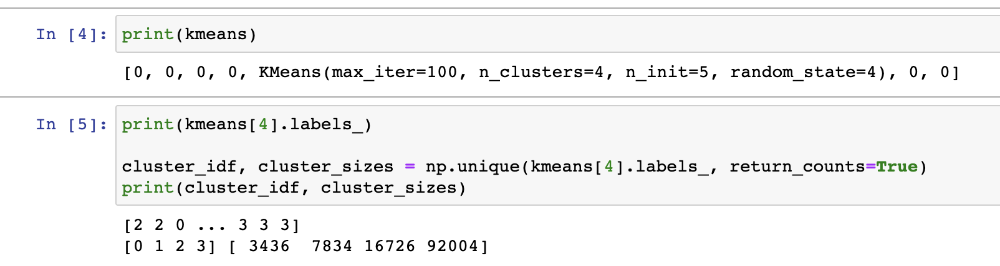 In [4]: print(kmeans)
[0, 0, 0, 0, KMeans(max_iter=100, n_clusters=4, n_init=5, random_state=4), 0, 0]
In [5]: print(kmeans[4].labels_)
cluster_idf, cluster_sizes = np.unique(kmeans[4].labels_, return_counts=True)
print(cluster_idf, cluster_sizes)
[2 2 0 ... 3 3 3]
[0 1 2 3] [ 3436  7834 16726 92004]